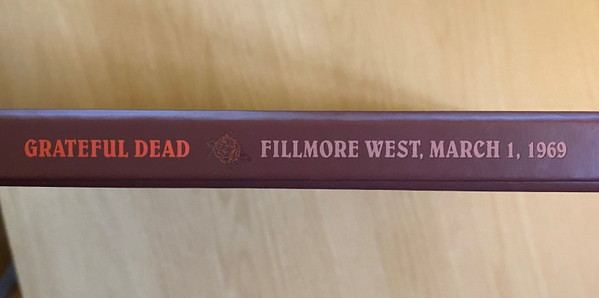 GRATEFUL DEAD FILLMORE WEST, MARCH 1, 1969